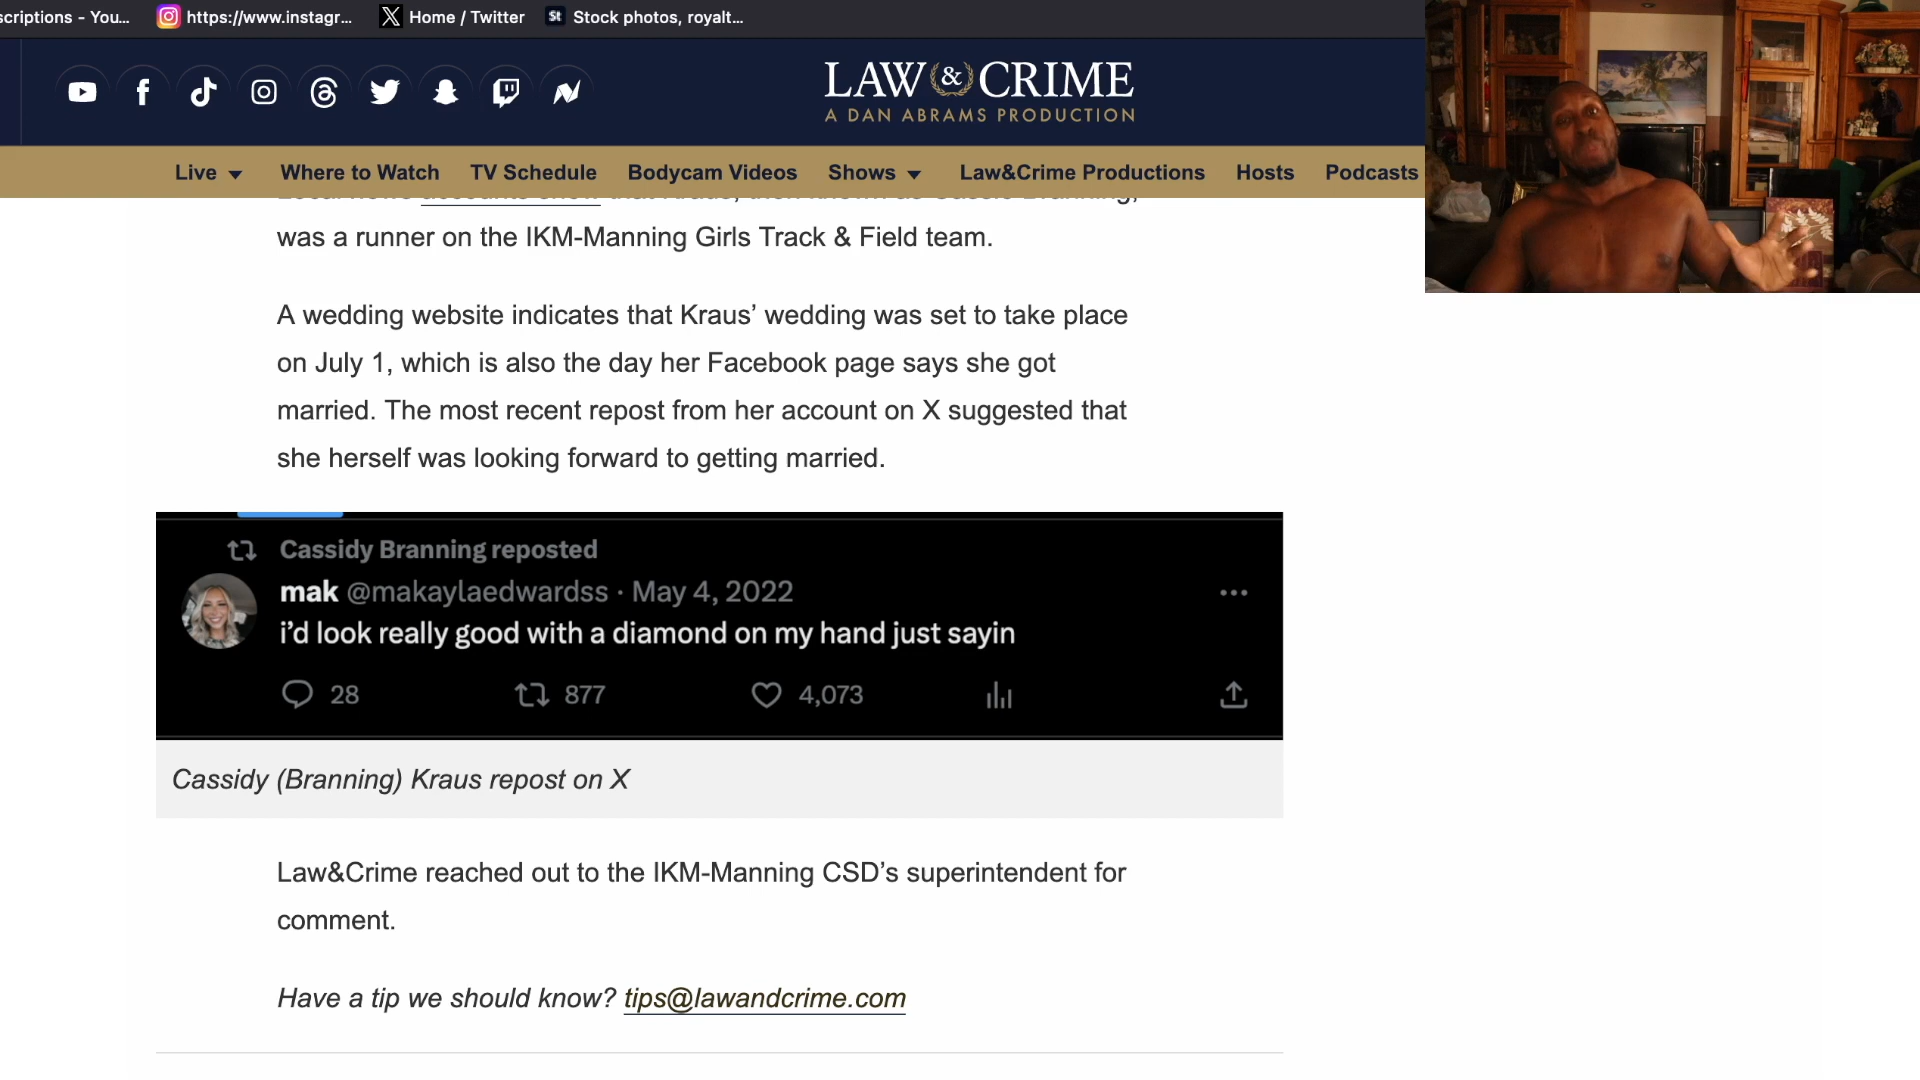 scriptions - You...
https://www.instagr...
Home / Twitter
St
Stock photos, royalt...
LAW & CRIME
A DAN ABRAMS PRODUCTION
Live
Where to Watch
TV Schedule
Bodycam Videos
Shows
Law&Crime Productions
Hosts
Podcasts
was a runner on the IKM-Manning Girls Track & Field team.
A wedding website indicates that Kraus’ wedding was set to take place
on July 1, which is also the day her Facebook page says she got
married. The most recent repost from her account on X suggested that
she herself was looking forward to getting married.
Cassidy Branning reposted
mak @makaylaedwardss · May 4, 2022
i’d look really good with a diamond on my hand just sayin
28
877
4,073
Cassidy (Branning) Kraus repost on X
Law&Crime reached out to the IKM-Manning CSD’s superintendent for
comment.
Have a tip we should know? tips@lawandcrime.com